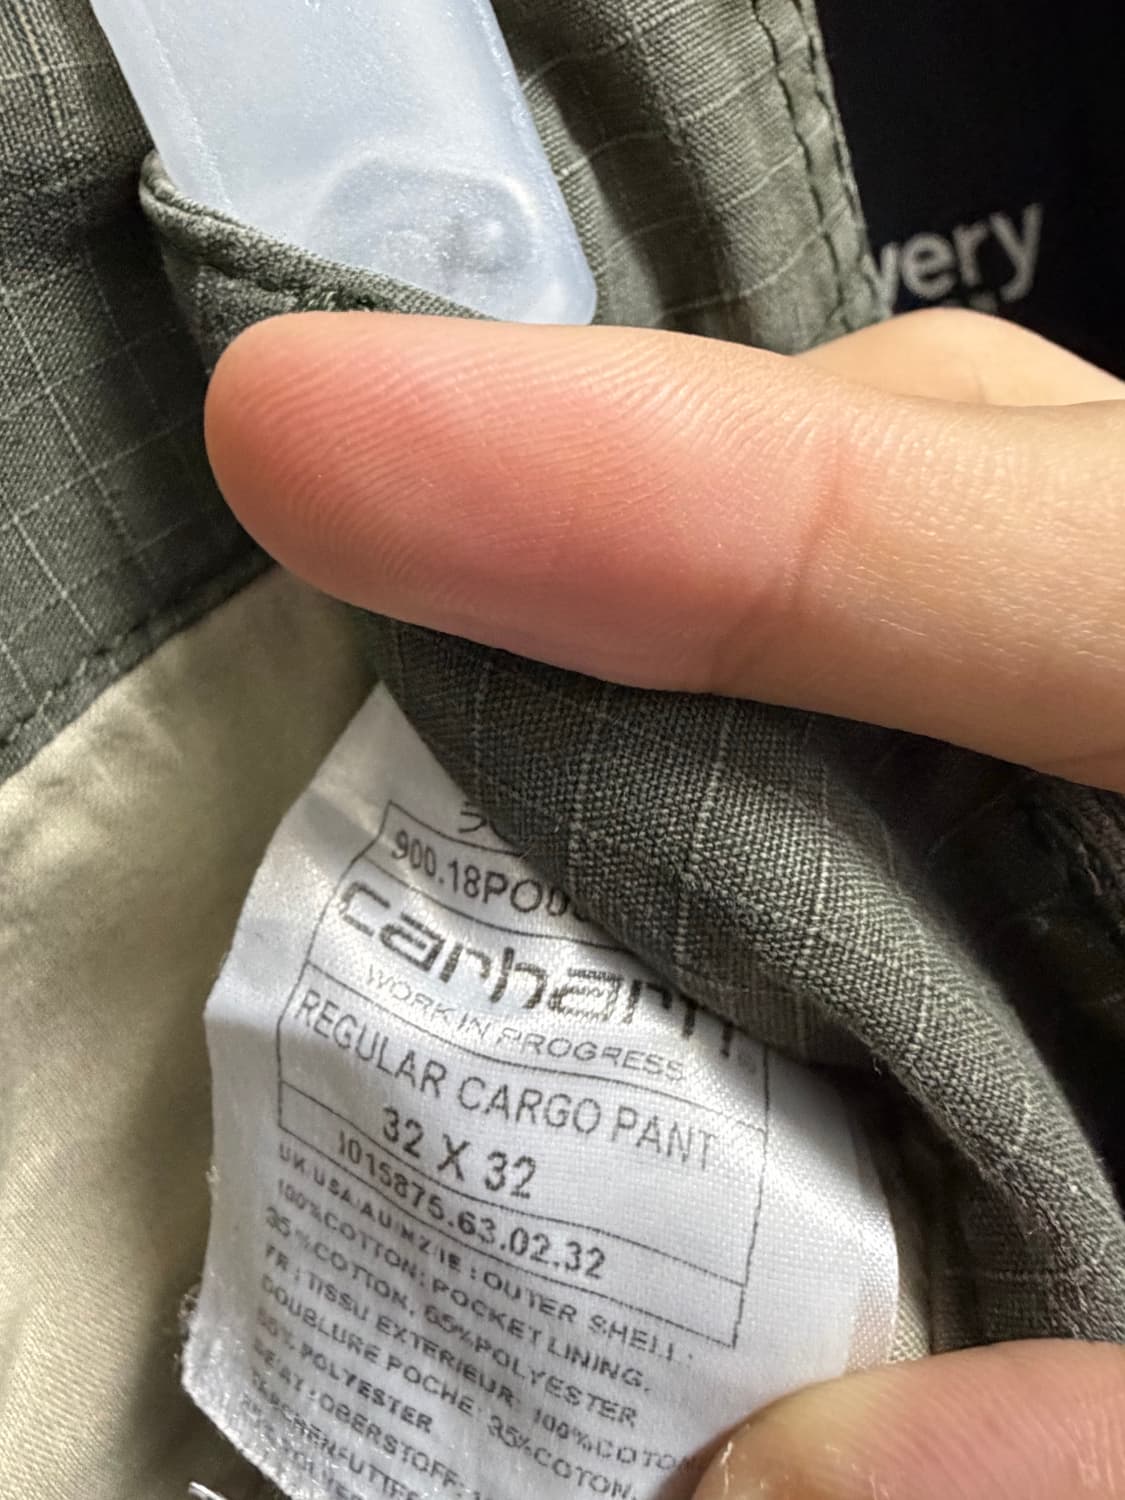 very
900.18POD
carhartt
WORK IN PROGRESS
REGULAR CARGO PANT
32 X 32
I015875.63.02.32
UK/USA/AU/NZ/IE : OUTER SHELL:
100%COTTON; POCKET LINING.
35%COTTON, 65%POLYESTER
FR : TISSU EXTERIEUR: 100%COTON
DOUBLURE POCHE: 35%COTON,
65% POLYESTER
DE/AT : OBERSTOFF: